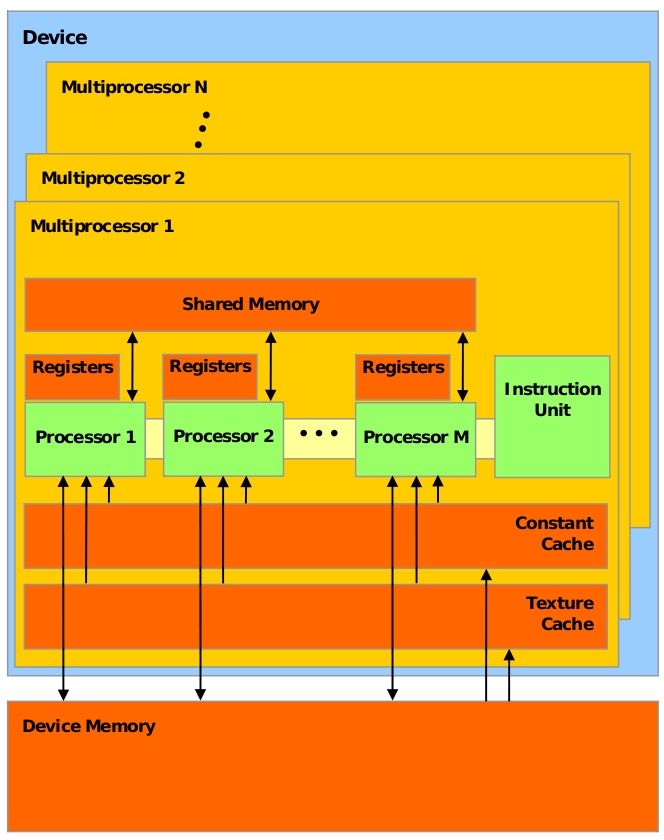 Device
Multiprocessor N
Multiprocessor 2
Multiprocessor 1
Shared Memory
Registers
Registers
Registers
Instruction
Unit
Processor 1
Processor 2
• • •
Processor M
Constant
Cache
Texture
Cache
Device Memory